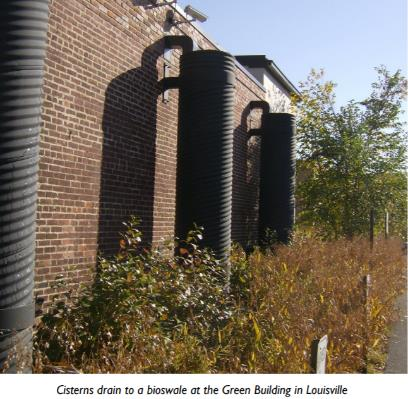 Cisterns drain to a bioswale at the Green Building in Louisville